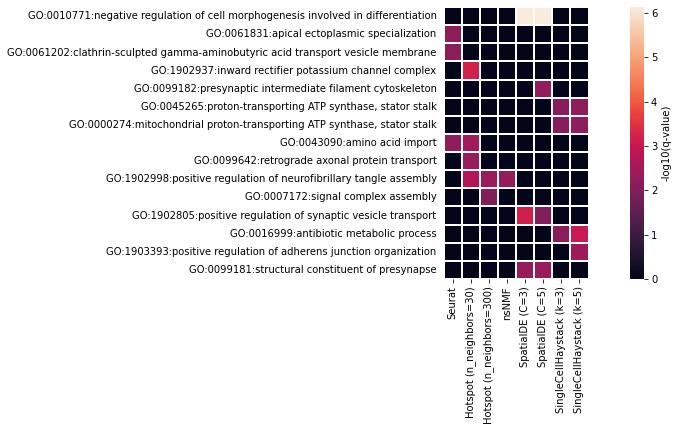 GO:0010771:negative regulation of cell morphogenesis involved in differentiation
GO:0061831:apical ectoplasmic specialization
GO:0061202:clathrin-sculpted gamma-aminobutyric acid transport vesicle membrane
GO:1902937:inward rectifier potassium channel complex
GO:0099182:presynaptic intermediate filament cytoskeleton
GO:0045265:proton-transporting ATP synthase, stator stalk
GO:0000274:mitochondrial proton-transporting ATP synthase, stator stalk
GO:0043090:amino acid import
GO:0099642:retrograde axonal protein transport
GO:1902998:positive regulation of neurofibrillary tangle assembly
GO:0007172:signal complex assembly
GO:1902805:positive regulation of synaptic vesicle transport
GO:0016999:antibiotic metabolic process
GO:1903393:positive regulation of adherens junction organization
GO:0099181:structural constituent of presynapse
Seurat
Hotspot (n_neighbors=30)
Hotspot (n_neighbors=300)
nsNMF
SpatialDE (C=3)
SpatialDE (C=5)
SingleCellHaystack (k=3)
SingleCellHaystack (k=5)
6
5
4
3
2
1
0
-log10(q-value)